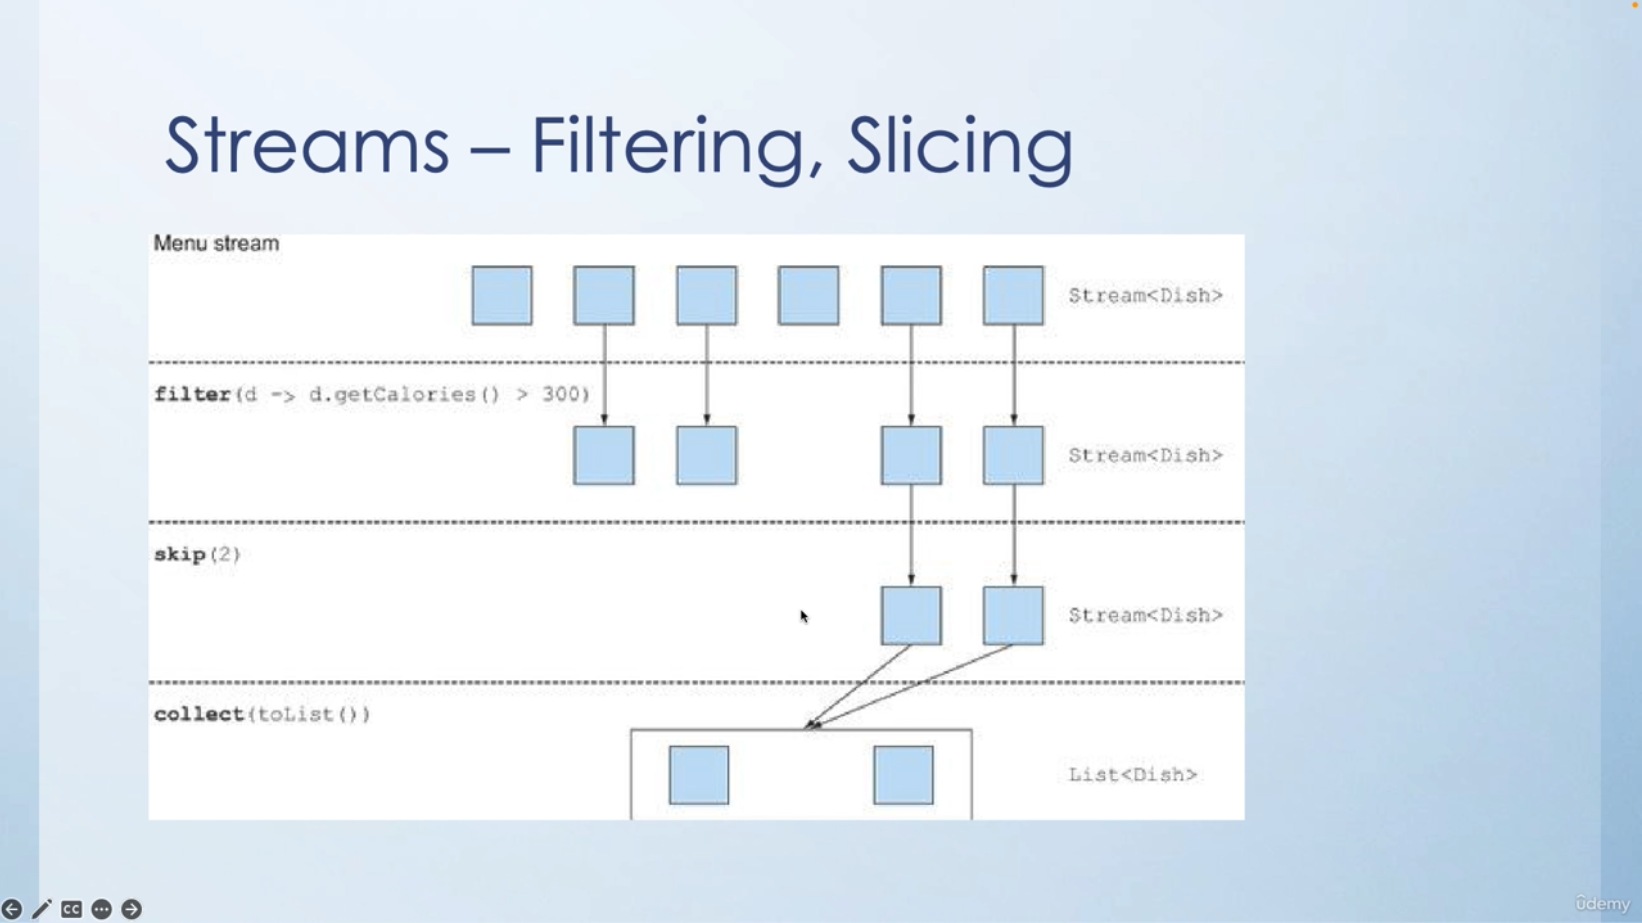 Streams – Filtering, Slicing
Menu stream
Stream<Dish>
filter(d -> d.getCalories() > 300)
Stream<Dish>
skip(2)
Stream<Dish>
collect(toList())
List<Dish>
CC
ûdemy